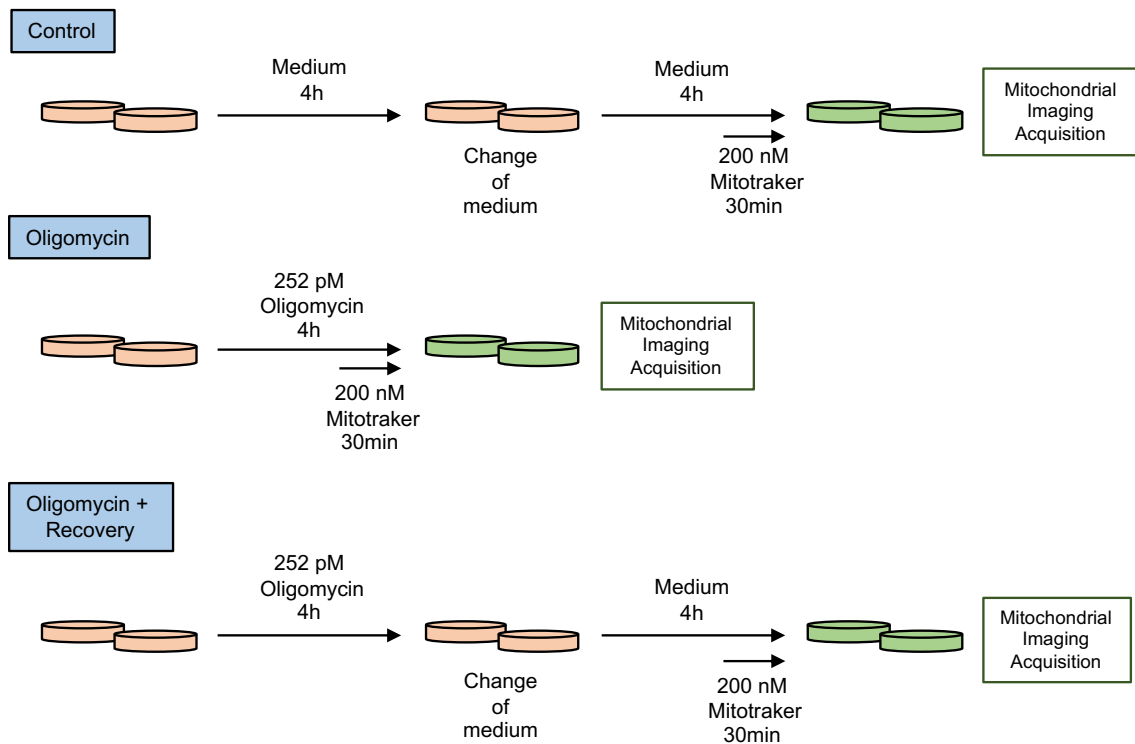 Control
Medium
4h
Medium
4h
Change
of
medium
200 nM
Mitotraker
30min
Mitochondrial
Imaging
Acquisition
Oligomycin
252 pM
Oligomycin
4h
200 nM
Mitotraker
30min
Mitochondrial
Imaging
Acquisition
Oligomycin +
Recovery
252 pM
Oligomycin
4h
Medium
4h
Change
of
medium
200 nM
Mitotraker
30min
Mitochondrial
Imaging
Acquisition